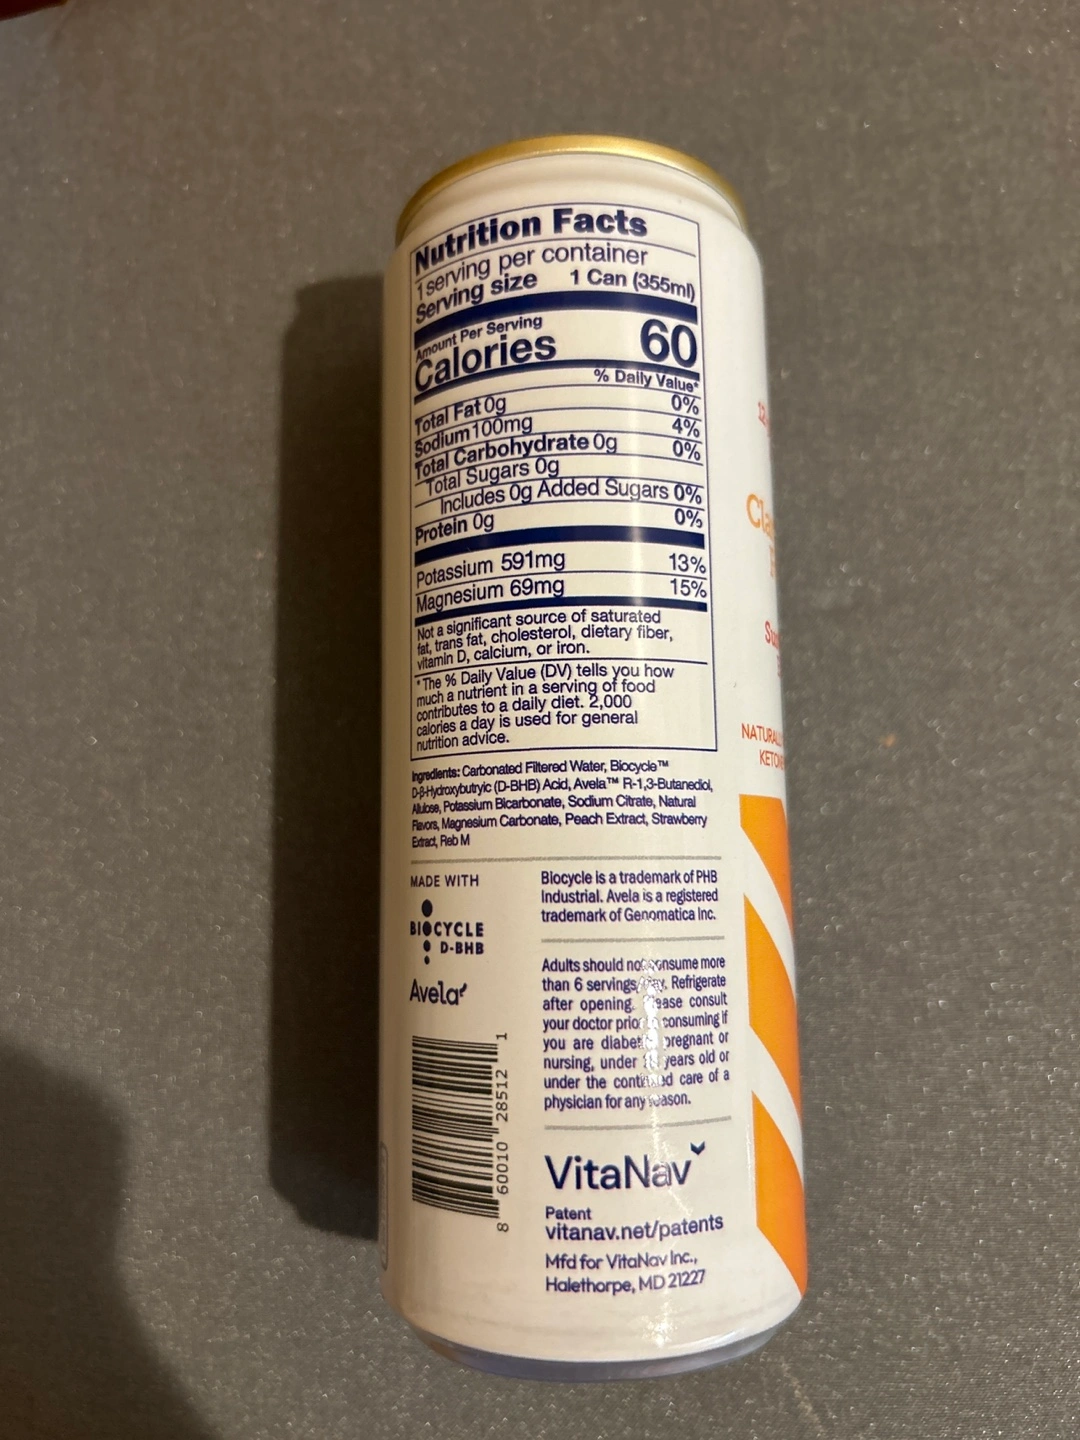 Nutrition Facts
1 serving per container
Serving size 1 Can (355ml)
Amount Per Serving
Calories 60
% Daily Value*
Total Fat 0g 0%
Sodium 100mg 4%
Total Carbohydrate 0g 0%
Total Sugars 0g
Includes 0g Added Sugars 0%
Protein 0g 0%
Potassium 591mg 13%
Magnesium 69mg 15%
Not a significant source of saturated
fat, trans fat, cholesterol, dietary fiber,
vitamin D, calcium, or iron.
* The % Daily Value (DV) tells you how
much a nutrient in a serving of food
contributes to a daily diet. 2,000
calories a day is used for general
nutrition advice.
Ingredients: Carbonated Filtered Water, Biocycle™
D-β-Hydroxybutryic (D-BHB) Acid, Avela™ R-1,3-Butanediol,
Allulose, Potassium Bicarbonate, Sodium Citrate, Natural
Flavors, Magnesium Carbonate, Peach Extract, Strawberry
Extract, Reb M
MADE WITH
BIOCYCLE
D-BHB
Avela
8 60010 28512 1
Biocycle is a trademark of PHB
Industrial. Avela is a registered
trademark of Genomatica Inc.
Adults should not consume more
than 6 servings/day. Refrigerate
after opening. Please consult
your doctor prior to consuming if
you are diabetic, pregnant or
nursing, under years old or
under the continued care of a
physician for any reason.
VitaNav
Patent
vitanav.net/patents
Mfd for VitaNav Inc.,
Halethorpe, MD 21227